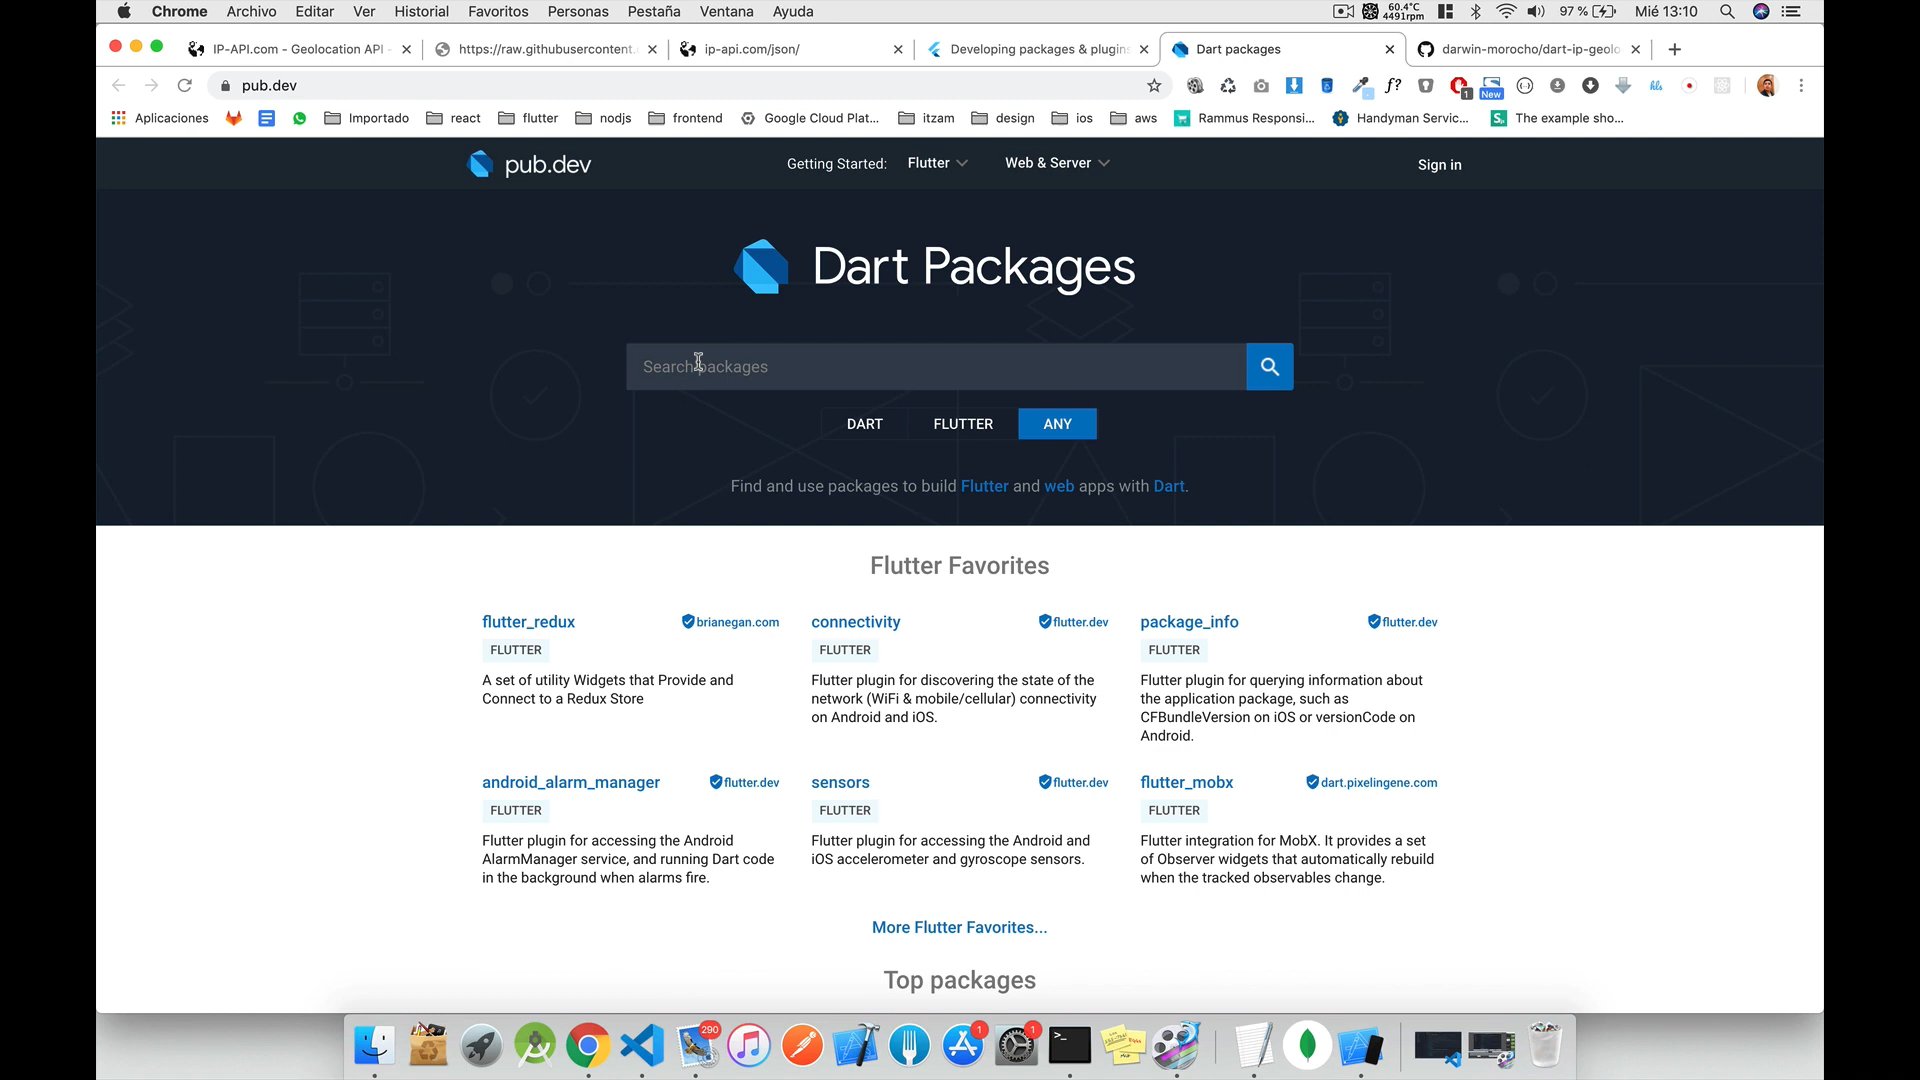 Chrome Archivo Editar Ver Historial Favoritos Personas Pestaña Ventana Ayuda 60.4°C 4491rpm 97 % Mié 13:10
IP-API.com - Geolocation API - https://raw.githubusercontent. ip-api.com/json/ Developing packages & plugins Dart packages darwin-morocho/dart-ip-geolo
pub.dev f? 1 New hls
Aplicaciones Importado react flutter nodjs frontend Google Cloud Plat... itzam design ios aws Rammus Responsi... Handyman Servic... The example sho...
pub.dev Getting Started: Flutter Web & Server Sign in
Dart Packages
Search packages
DART FLUTTER ANY
Find and use packages to build Flutter and web apps with Dart.
Flutter Favorites
flutter_redux brianegan.com connectivity flutter.dev package_info flutter.dev
FLUTTER FLUTTER FLUTTER
A set of utility Widgets that Provide and
Connect to a Redux Store
Flutter plugin for discovering the state of the
network (WiFi & mobile/cellular) connectivity
on Android and iOS.
Flutter plugin for querying information about
the application package, such as
CFBundleVersion on iOS or versionCode on
Android.
android_alarm_manager flutter.dev sensors flutter.dev flutter_mobx dart.pixelingene.com
FLUTTER FLUTTER FLUTTER
Flutter plugin for accessing the Android
AlarmManager service, and running Dart code
in the background when alarms fire.
Flutter plugin for accessing the Android and
iOS accelerometer and gyroscope sensors.
Flutter integration for MobX. It provides a set
of Observer widgets that automatically rebuild
when the tracked observables change.
More Flutter Favorites...
Top packages
290 1 1